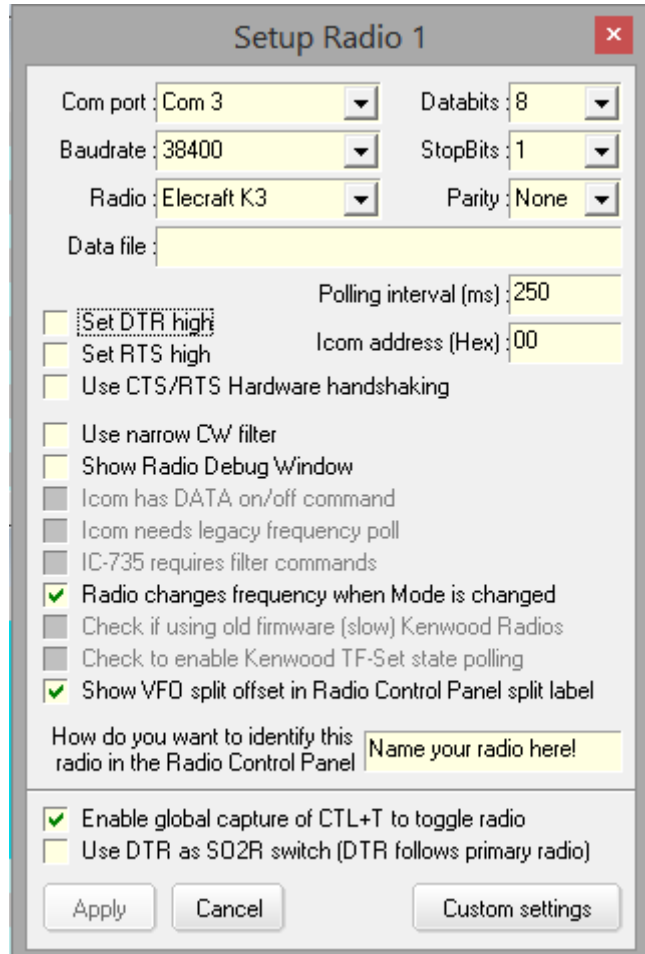 Setup Radio 1
Com port : Com 3 Databits : 8
Baudrate : 38400 StopBits : 1
Radio : Elecraft K3 Parity : None
Data file :
Polling interval (ms) : 250
Set DTR high
Icom address (Hex) : 00
Set RTS high
Use CTS/RTS Hardware handshaking
Use narrow CW filter
Show Radio Debug Window
Icom has DATA on/off command
Icom needs legacy frequency poll
IC-735 requires filter commands
Radio changes frequency when Mode is changed
Check if using old firmware (slow) Kenwood Radios
Check to enable Kenwood TF-Set state polling
Show VFO split offset in Radio Control Panel split label
How do you want to identify this
radio in the Radio Control Panel
Name your radio here!
Enable global capture of CTL+T to toggle radio
Use DTR as SO2R switch (DTR follows primary radio)
Apply Cancel Custom settings